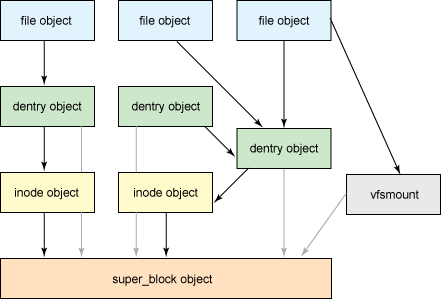 file object
file object
file object
dentry object
dentry object
dentry object
inode object
inode object
vfsmount
super_block object